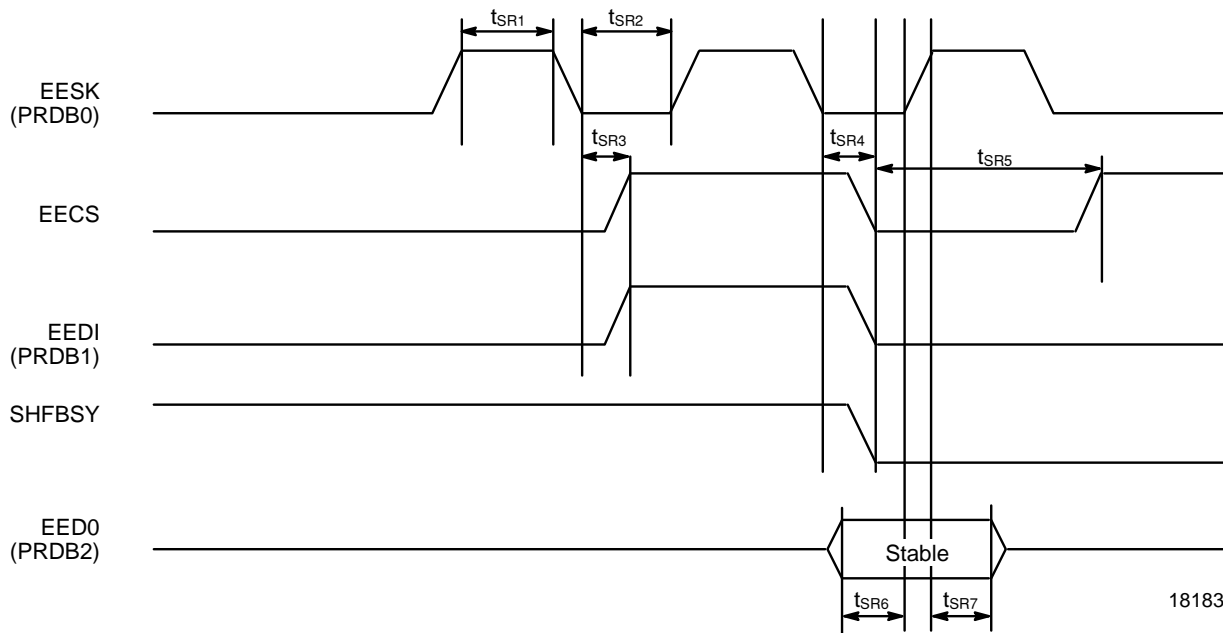 tSR1
tSR2
EESK
(PRDB0)
tSR3
tSR4
tSR5
EECS
EEDI
(PRDB1)
SHFBSY
EED0
(PRDB2)
Stable
tSR6
tSR7
18183